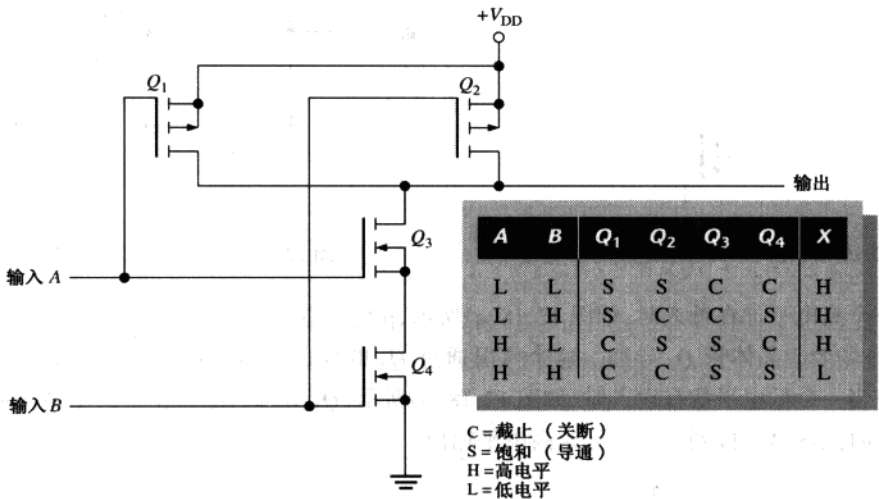 +VDD
Q1
Q2
输出
Q3
输入 A
Q4
输入 B
A B Q1 Q2 Q3 Q4 X
L L S S C C H
L H S C C S H
H L C S S C H
H H C C S S L
C=截止（关断）
S=饱和（导通）
H=高电平
L=低电平